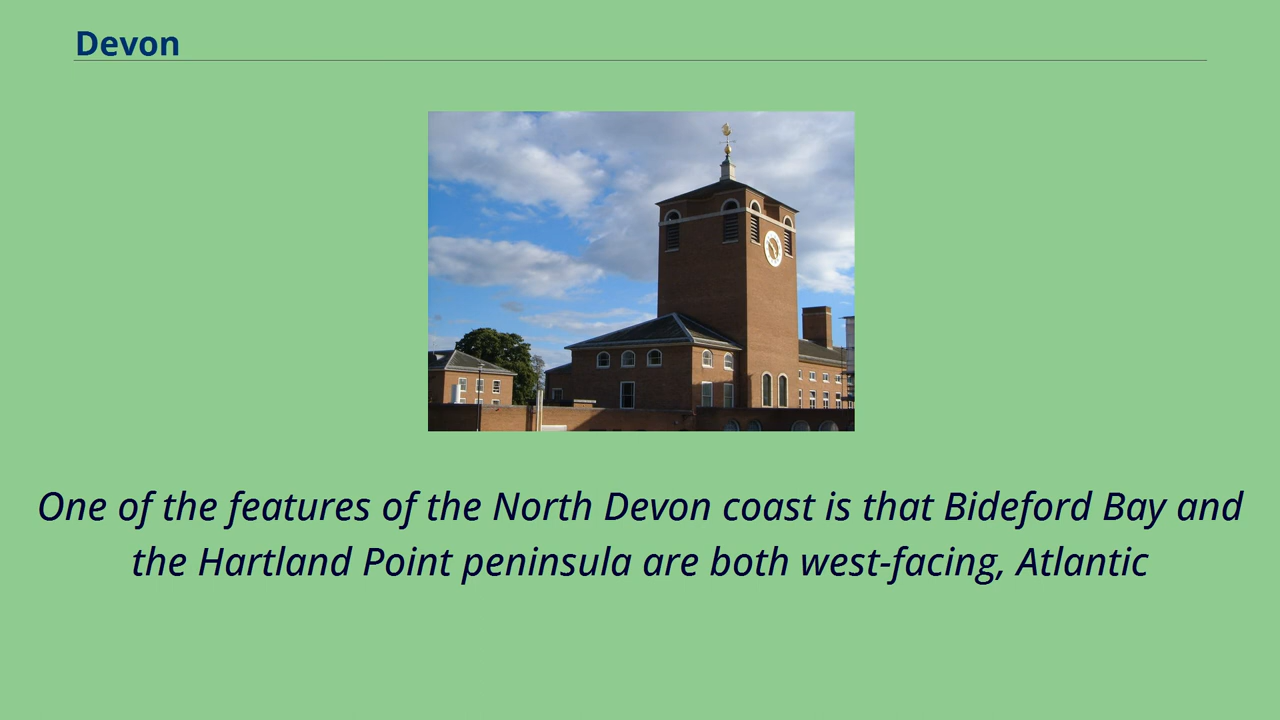 Devon
One of the features of the North Devon coast is that Bideford Bay and
the Hartland Point peninsula are both west-facing, Atlantic